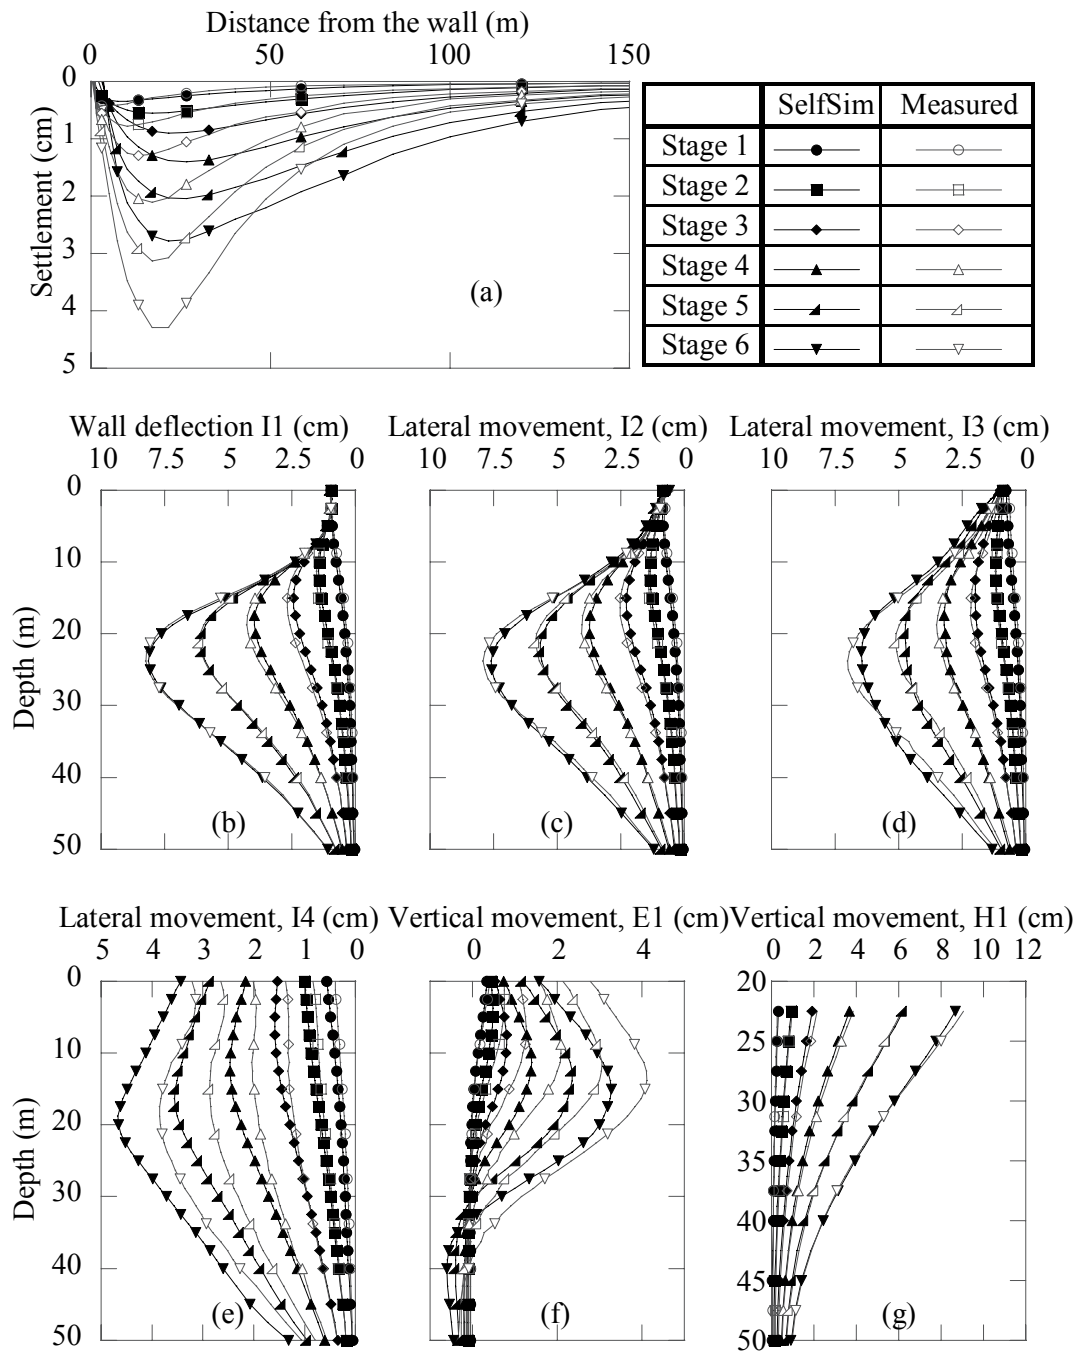 Distance from the wall (m)
0 50 100 150
0
1
2
3
4
5
Settlement (cm)
(a)
SelfSim Measured
Stage 1
Stage 2
Stage 3
Stage 4
Stage 5
Stage 6
Wall deflection I1 (cm)
10 7.5 5 2.5 0
Lateral movement, I2 (cm)
10 7.5 5 2.5 0
Lateral movement, I3 (cm)
10 7.5 5 2.5 0
0
10
20
30
40
50
Depth (m)
(b)
(c)
(d)
Lateral movement, I4 (cm)
5 4 3 2 1 0
Vertical movement, E1 (cm)
0 2 4
Vertical movement, H1 (cm)
0 2 4 6 8 10 12
0
10
20
30
40
50
Depth (m)
20
25
30
35
40
45
50
(e)
(f)
(g)